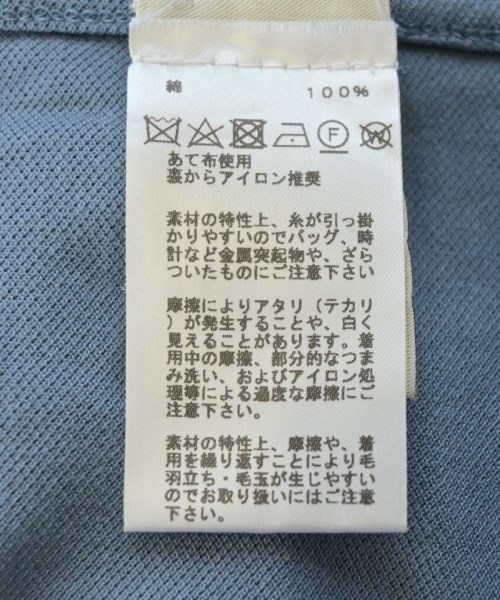 綿 100%
F W
あて布使用
裏からアイロン推奨
素材の特性上、糸が引っ掛
かりやすいのでバッグ、時
計など金属突起物や、ざら
ついたものにご注意下さい
摩擦によりアタリ（テカリ
）が発生することや、白く
見えることがあります。着
用中の摩擦、部分的なつま
み洗い、およびアイロン処
理等による過度な摩擦にご
注意下さい。
素材の特性上、摩擦や、着
用を繰り返すことにより毛
羽立ち・毛玉が生じやすい
のでお取り扱いにはご注意
下さい。